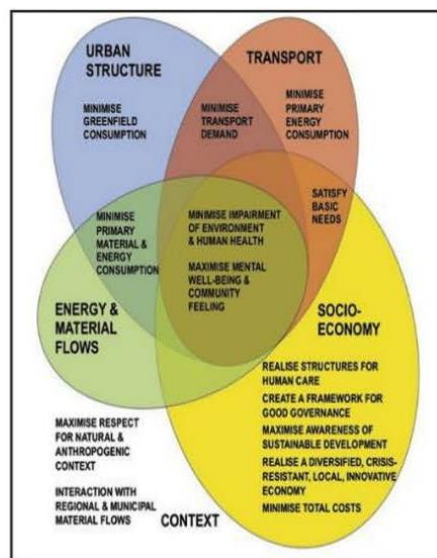 URBAN
STRUCTURE
TRANSPORT
MINIMISE
GREENFIELD
CONSUMPTION
MINIMISE
TRANSPORT
DEMAND
MINIMISE
PRIMARY
ENERGY
CONSUMPTION
SATISFY
BASIC
NEEDS
MINIMISE
PRIMARY
MATERIAL &
ENERGY
CONSUMPTION
MINIMISE IMPAIRMENT
OF ENVIRONMENT
& HUMAN HEALTH
MAXIMISE MENTAL
WELL-BEING &
COMMUNITY
FEELING
ENERGY &
MATERIAL
FLOWS
SOCIO-
ECONOMY
REALISE STRUCTURES FOR
HUMAN CARE
CREATE A FRAMEWORK FOR
GOOD GOVERNANCE
MAXIMISE AWARENESS OF
SUSTAINABLE DEVELOPMENT
REALISE A DIVERSIFIED, CRISIS-
RESISTANT, LOCAL, INNOVATIVE
ECONOMY
MINIMISE TOTAL COSTS
MAXIMISE RESPECT
FOR NATURAL &
ANTHROPOGENIC
CONTEXT
INTERACTION WITH
REGIONAL & MUNICIPAL
MATERIAL FLOWS
CONTEXT